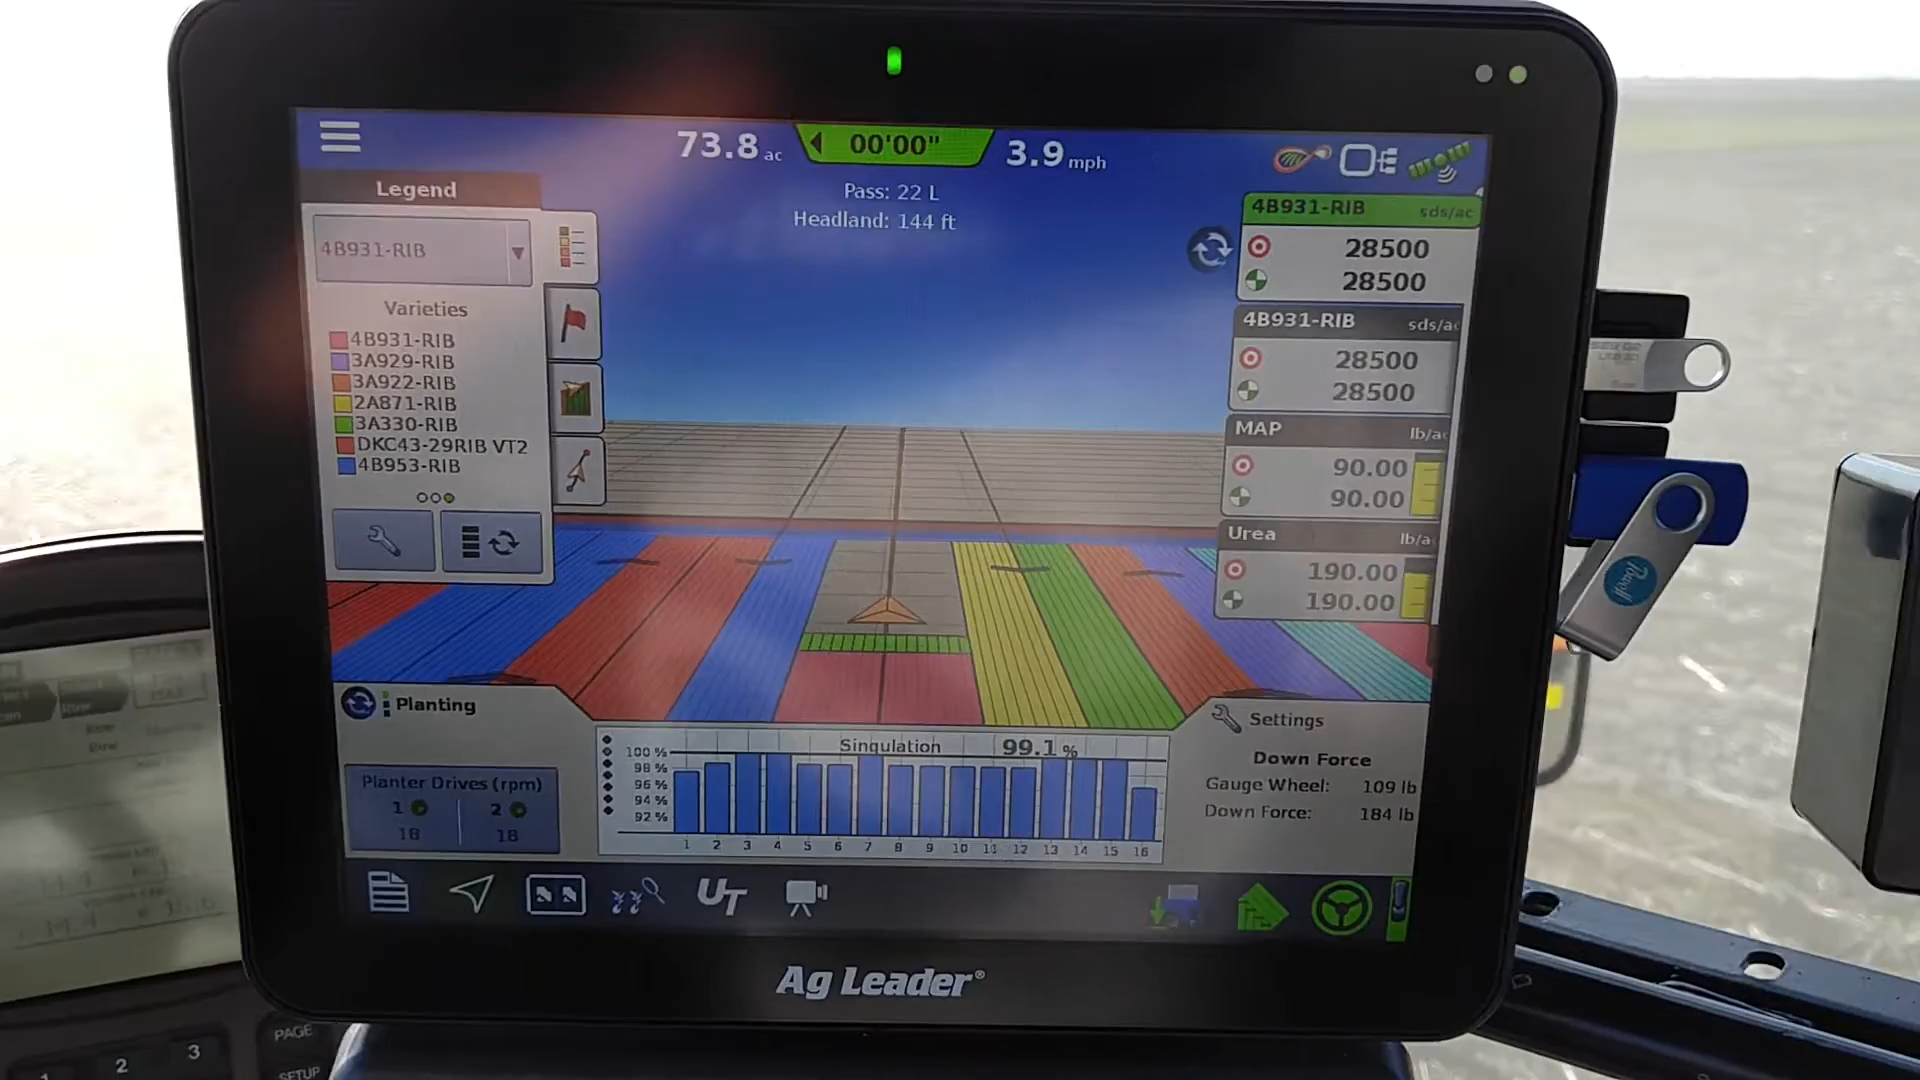 73.8 ac
00'00"
3.9 mph
Pass: 22 L
Headland: 144 ft
Legend
4B931-RIB
Varieties
4B931-RIB
3A929-RIB
3A922-RIB
2A871-RIB
3A330-RIB
DKC43-29RIB VT2
4B953-RIB
4B931-RIB sds/ac
28500
28500
4B931-RIB sds/ac
28500
28500
MAP lb/ac
90.00
90.00
Urea lb/ac
190.00
190.00
Planting
Planter Drives (rpm)
1 2
18 18
Singulation 99.1 %
100 %
98 %
96 %
94 %
92 %
1 2 3 4 5 6 7 8 9 10 11 12 13 14 15 16
Settings
Down Force
Gauge Wheel: 109 lb
Down Force: 184 lb
UT
Ag Leader®
PAGE
SETUP
1 2 3